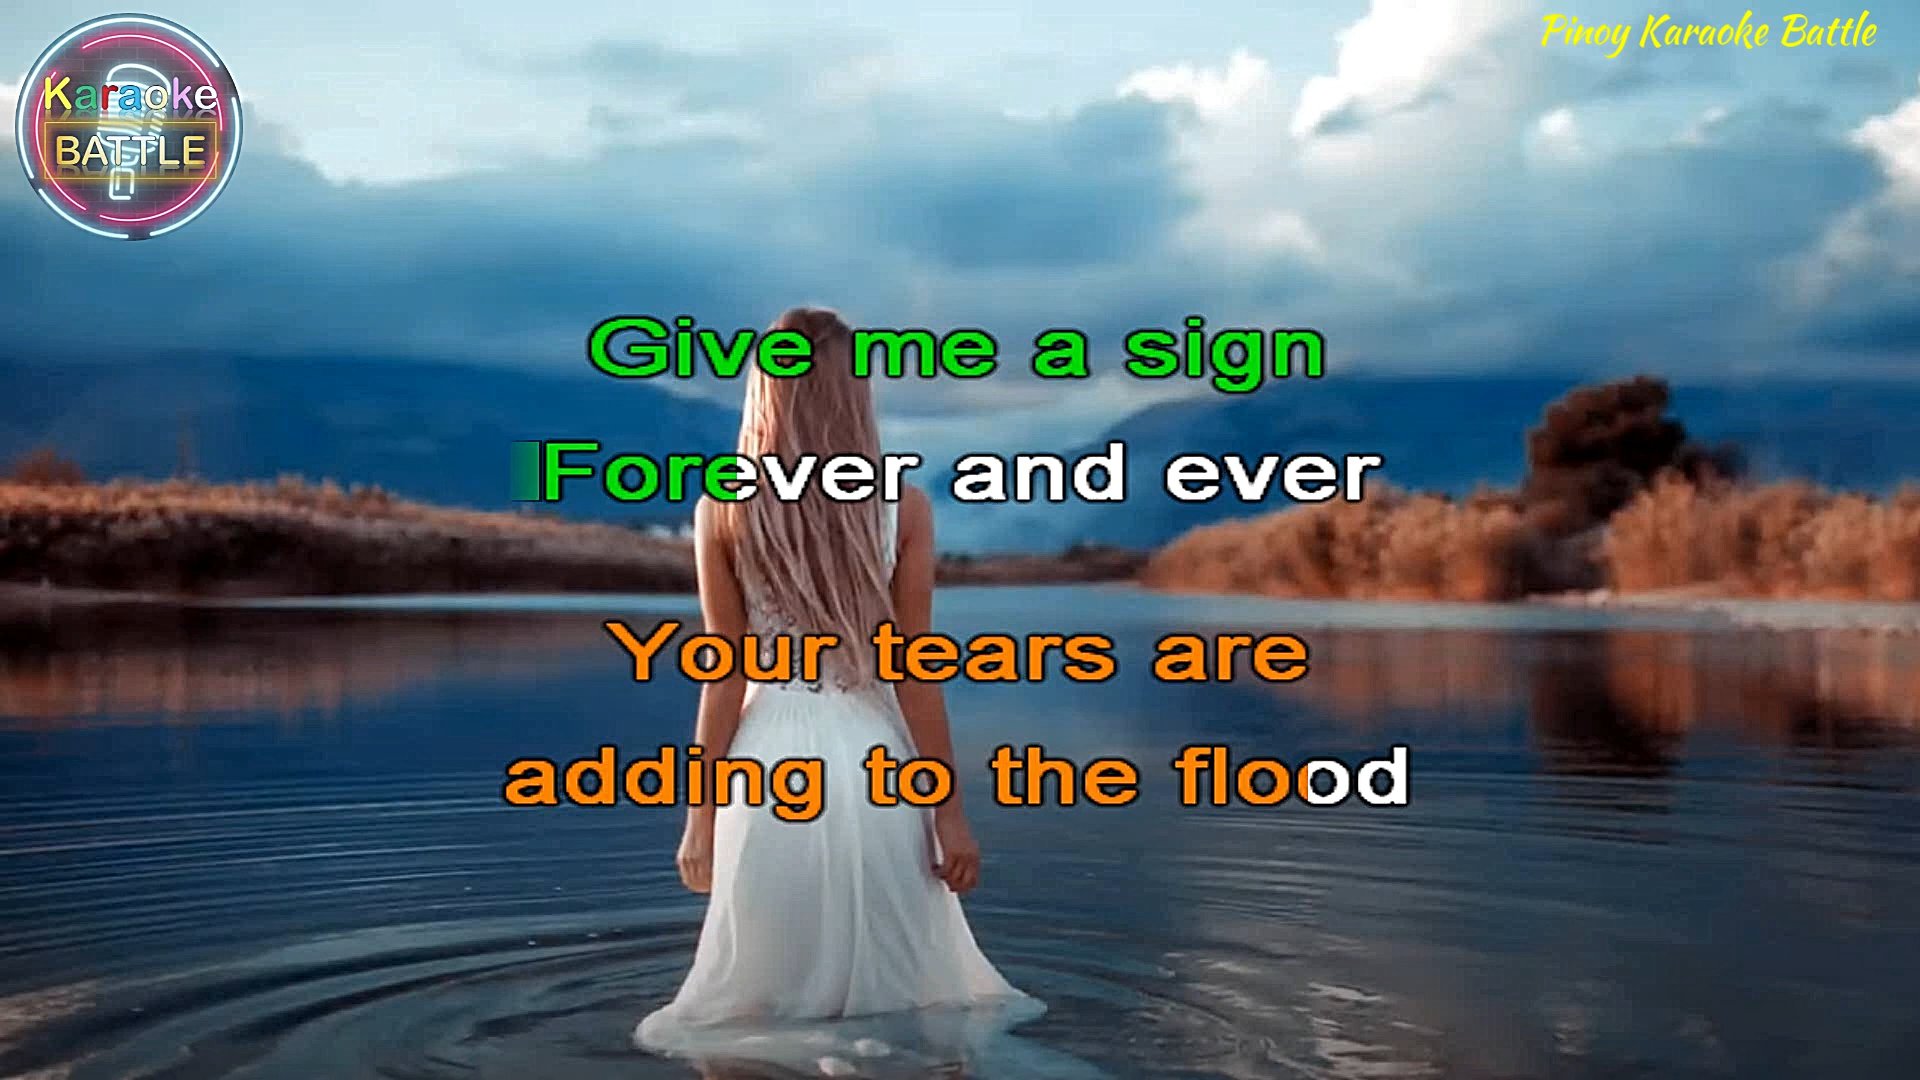 Karaoke
BATTLE
Pinoy Karaoke Battle
Give me a sign
Forever and ever
Your tears are
adding to the flood